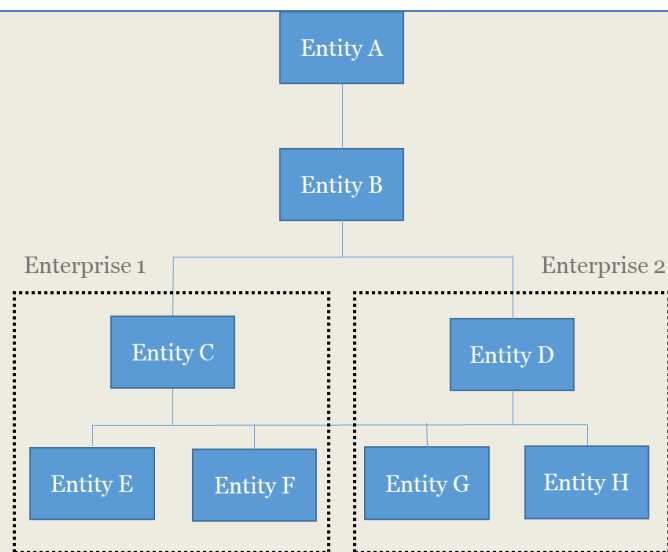 Entity A
Entity B
Enterprise 1
Enterprise 2
Entity C
Entity D
Entity E
Entity F
Entity G
Entity H